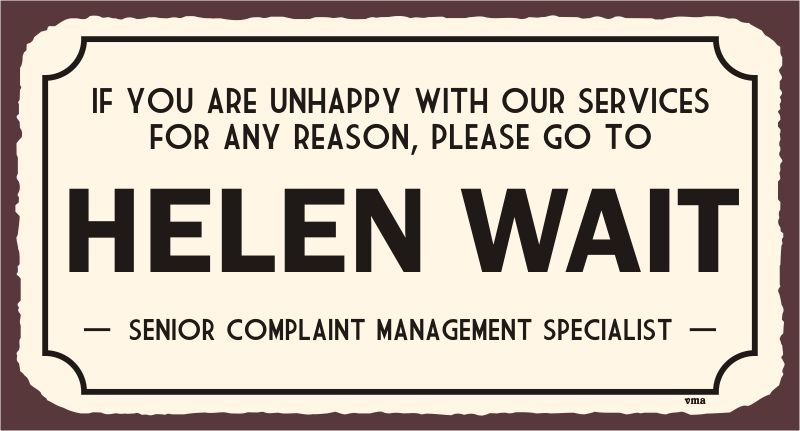 IF YOU ARE UNHAPPY WITH OUR SERVICES
FOR ANY REASON, PLEASE GO TO
HELEN WAIT
— SENIOR COMPLAINT MANAGEMENT SPECIALIST —
vma